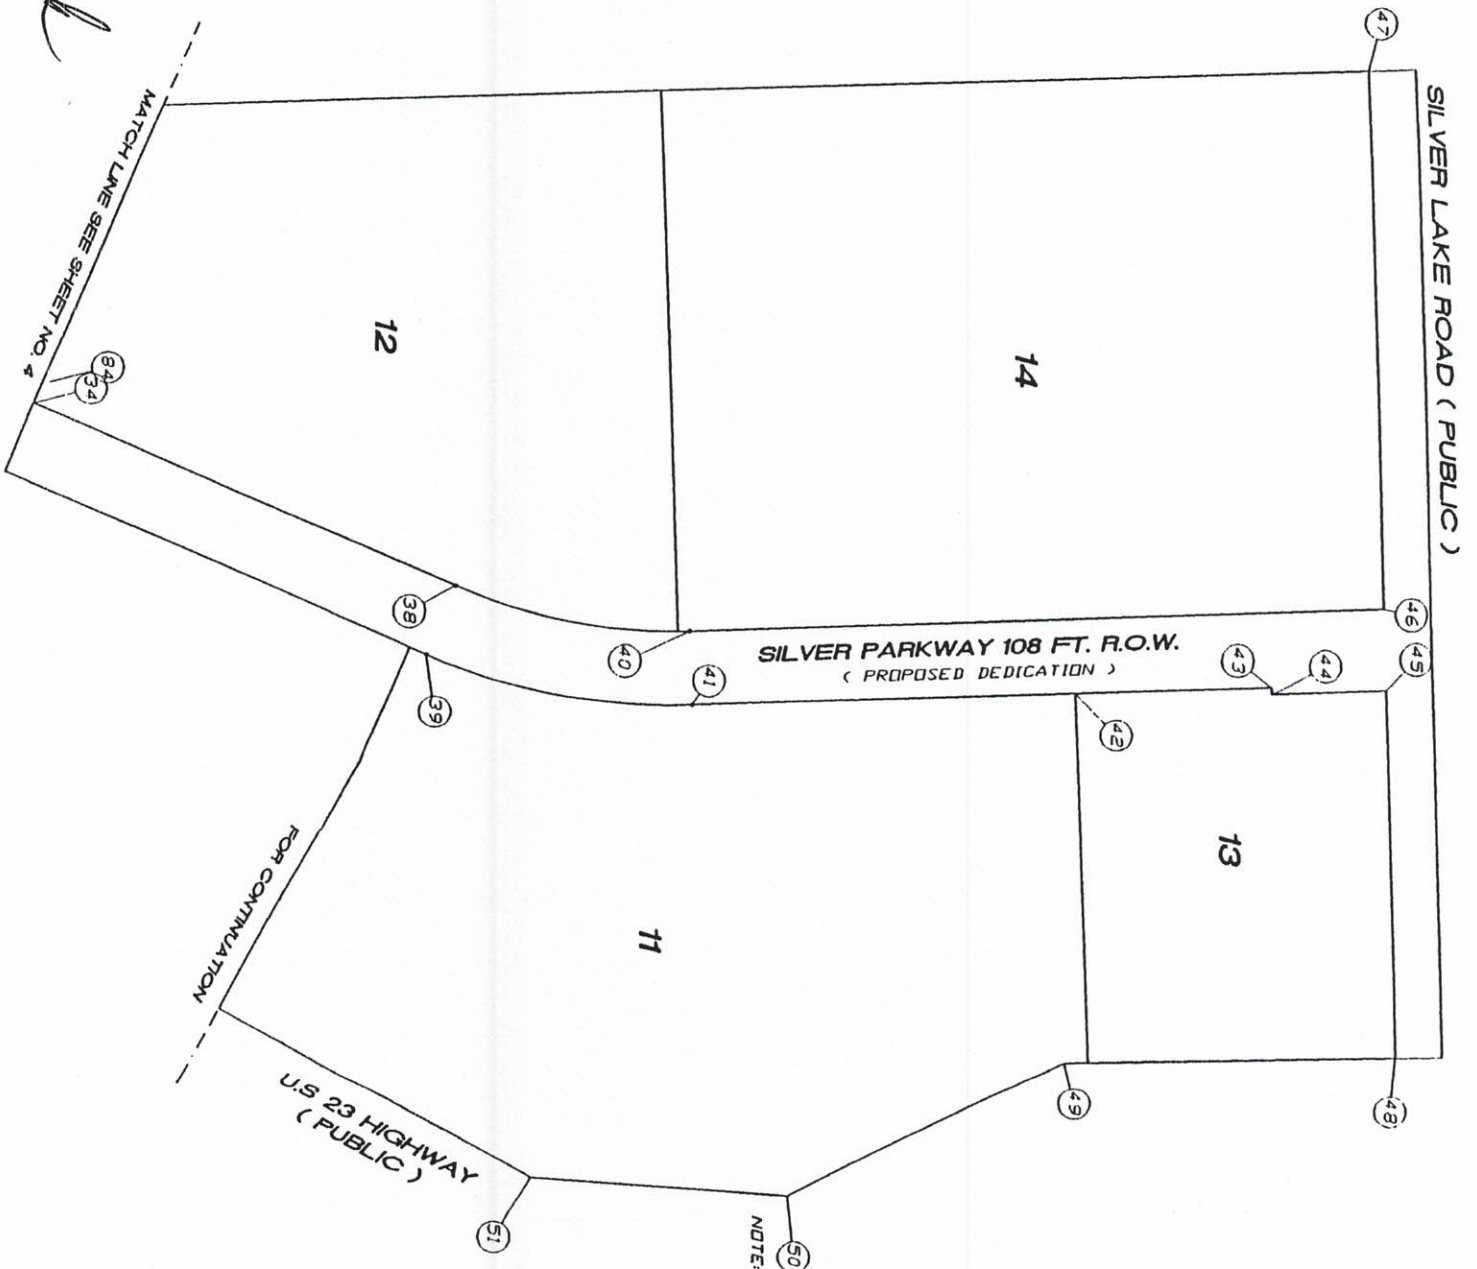 SILVER LAKE ROAD ( PUBLIC )
47
46
45
48
14
13
SILVER PARKWAY 108 FT. R.O.W.
( PROPOSED DEDICATION )
43
44
42
40
41
49
12
11
38
39
84
34
MATCH LINE SEE SHEET NO. 4
FOR CONTINUATION
U.S 23 HIGHWAY
( PUBLIC )
51
50
NOTE: